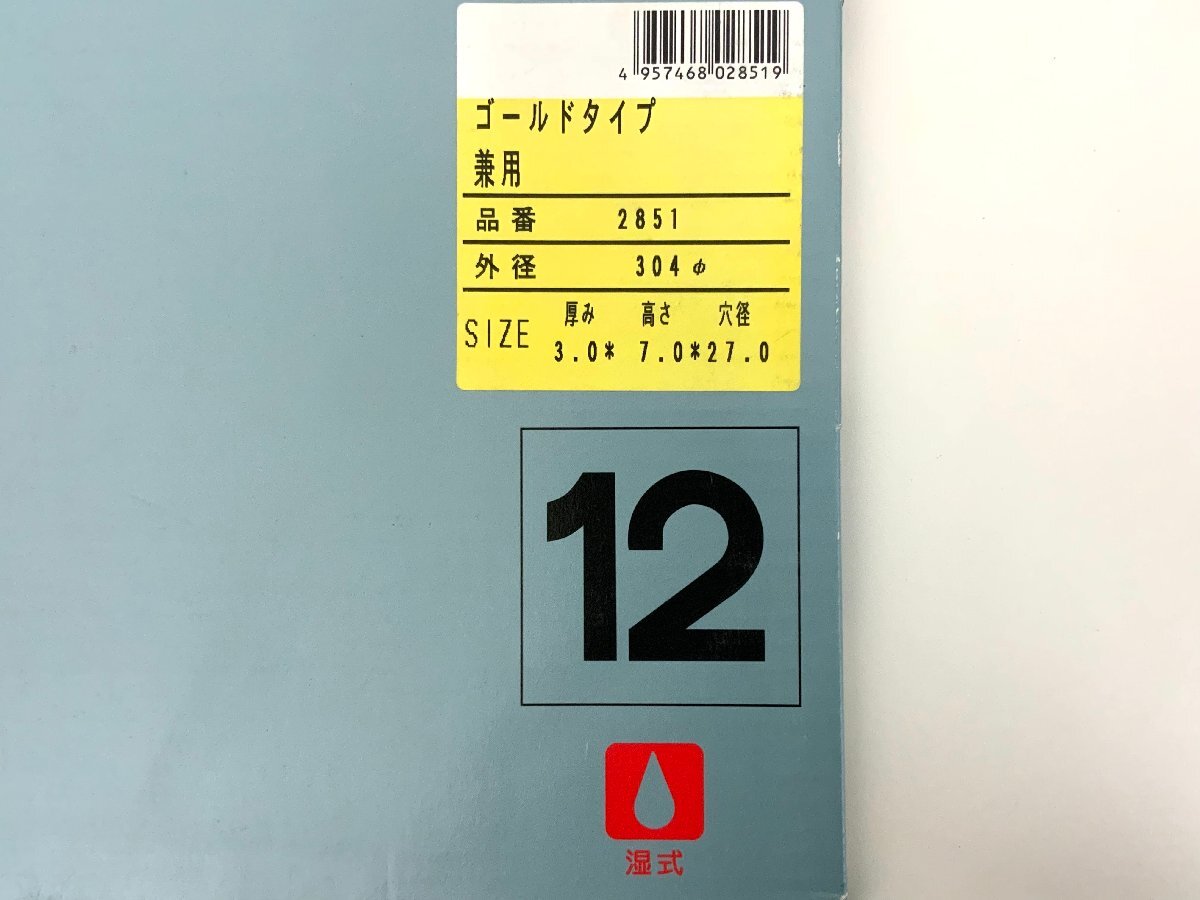 4 957468 028519
ゴールドタイプ
兼用
品番 2851
外径 304φ
SIZE 厚み 高さ 穴径
3.0* 7.0*27.0
12
湿式